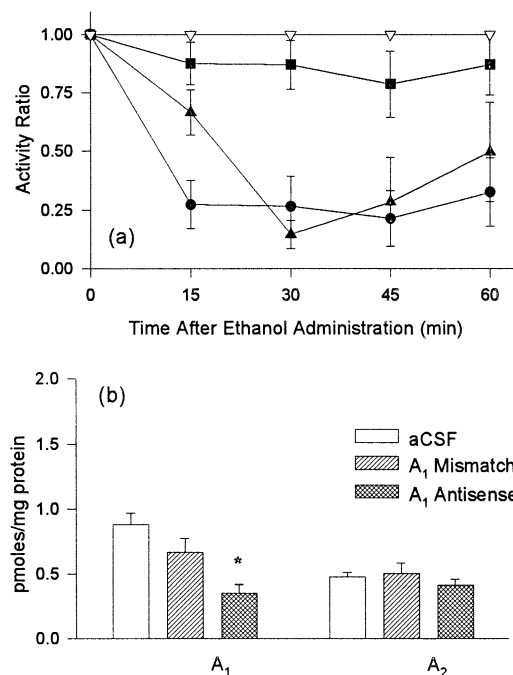 1.00
0.75
0.50
0.25
0.00
Activity Ratio
(a)
0 15 30 45 60
Time After Ethanol Administration (min)
2.0
1.5
1.0
0.5
0.0
pmoles/mg protein
(b)
aCSF
A₁ Mismatch
A₁ Antisense
*
A₁ A₂